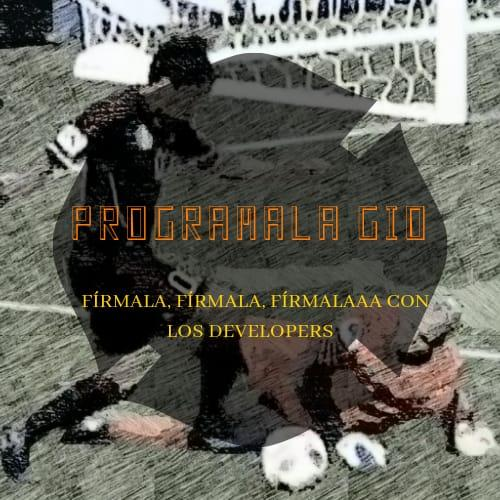 PROGRAMALA GIO
FÍRMALA, FÍRMALA, FÍRMALAAA CON
LOS DEVELOPERS